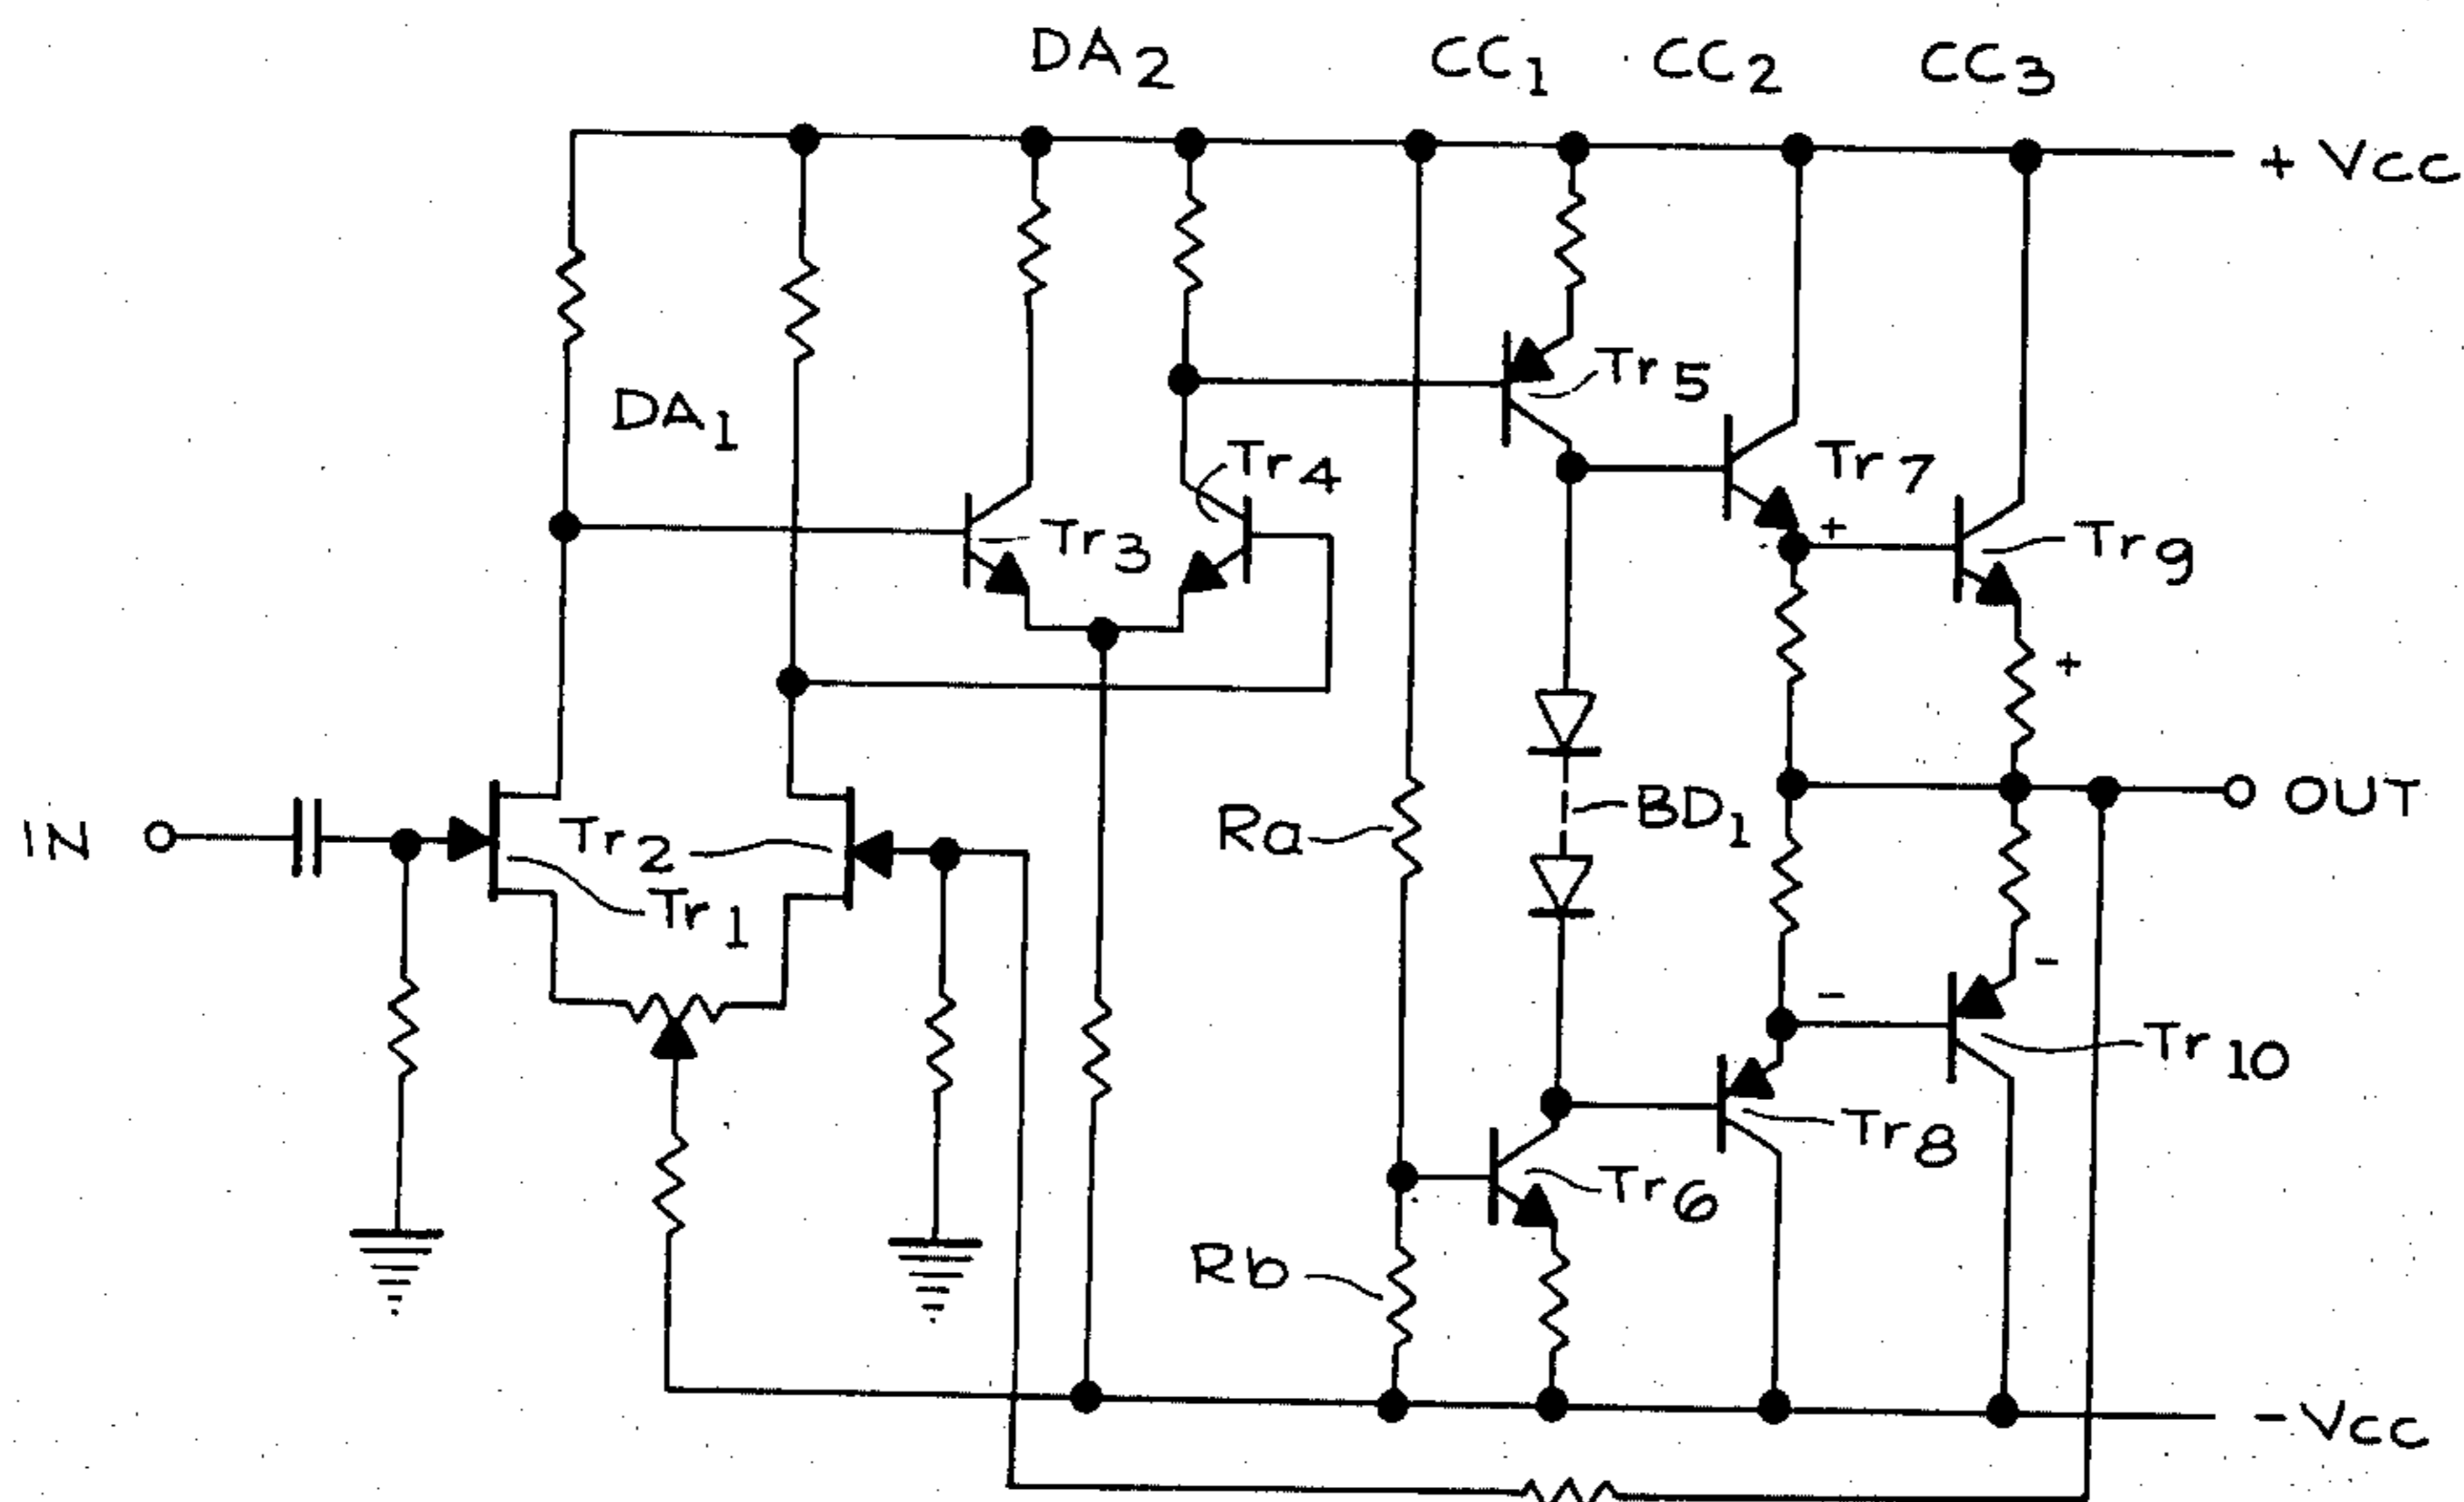 DA2
CC1
CC2
CC3
+ Vcc
DA1
Tr5
Tr4
Tr7
Tr3
+
Tr9
+
IN
Tr2
Tr1
Ra
BD1
OUT
-
-
Tr10
Tr8
Tr6
Rb
-Vcc